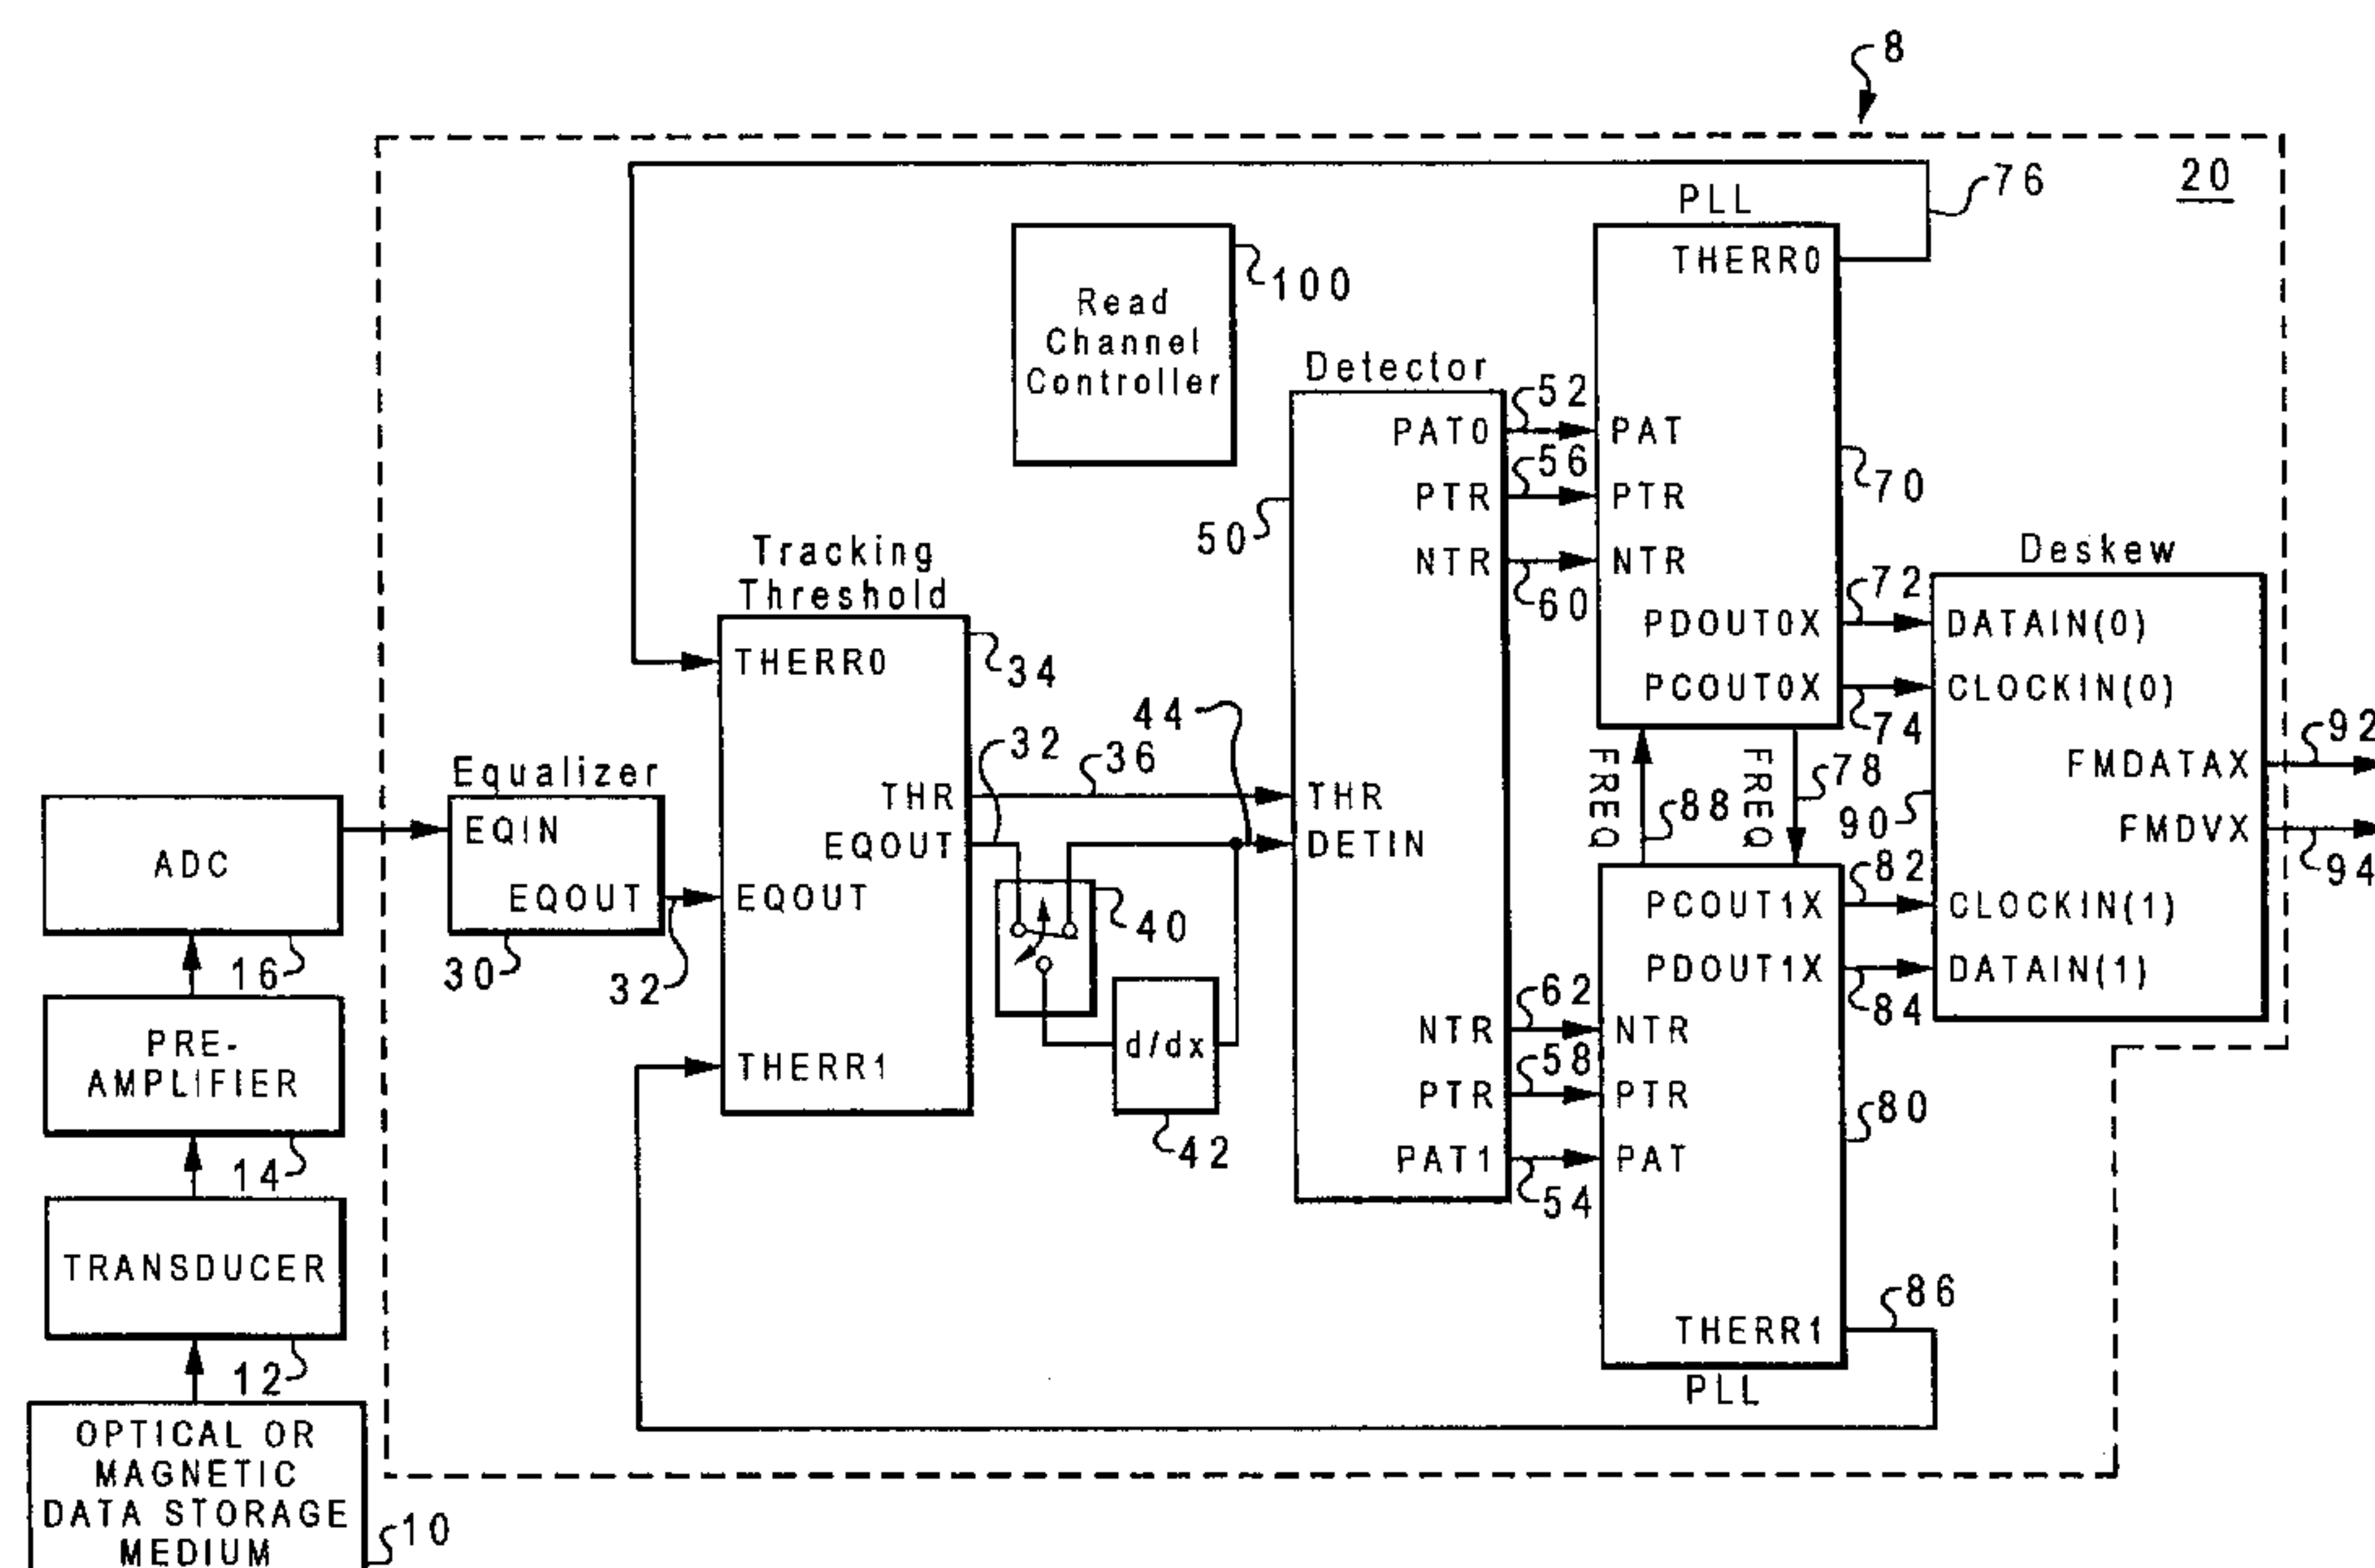 8
20
76
PLL
THERR0
PAT
PTR
NTR
PDOUT0X
PCOUT0X
70
100
Read
Channel
Controller
Detector
PAT0
PTR
NTR
THR
DETIN
NTR
PTR
PAT1
50
52
56
60
72
74
Deskew
DATAIN(0)
CLOCKIN(0)
FMDATAX
FMDVX
CLOCKIN(1)
DATAIN(1)
90
92
94
Tracking
Threshold
THERR0
THR
EQOUT
EQOUT
THERR1
34
32
36
44
40
d/dx
42
FREQ
88
FREQ
78
82
84
Equalizer
EQIN
EQOUT
30
32
ADC
16
PRE-
AMPLIFIER
14
TRANSDUCER
12
OPTICAL OR
MAGNETIC
DATA STORAGE
MEDIUM
10
62
58
54
PCOUT1X
PDOUT1X
NTR
PTR
PAT
THERR1
PLL
80
86